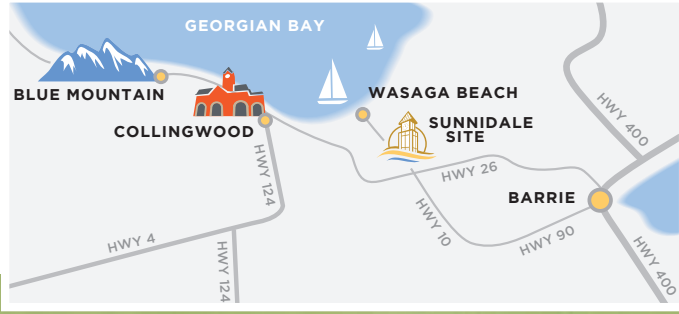 GEORGIAN BAY
BLUE MOUNTAIN
WASAGA BEACH
COLLINGWOOD
SUNNIDALE
SITE
HWY 400
HWY 124
HWY 26
BARRIE
HWY 10
HWY 90
HWY 4
HWY 124
HWY 400